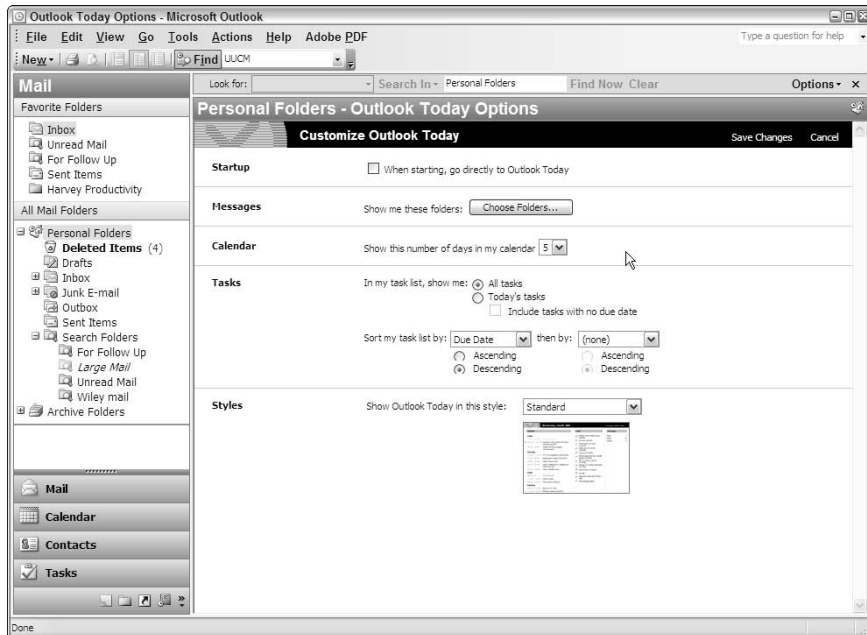 Outlook Today Options - Microsoft Outlook
File Edit View Go Tools Actions Help Adobe PDF Type a question for help
New Find UUCM
Mail
Look for: Search In Personal Folders Find Now Clear Options
Favorite Folders
Inbox
Unread Mail
For Follow Up
Sent Items
Harvey Productivity
All Mail Folders
Personal Folders
Deleted Items (4)
Drafts
Inbox
Junk E-mail
Outbox
Sent Items
Search Folders
For Follow Up
Large Mail
Unread Mail
Wiley mail
Archive Folders
Mail
Calendar
Contacts
Tasks
Personal Folders - Outlook Today Options
Customize Outlook Today Save Changes Cancel
Startup When starting, go directly to Outlook Today
Messages Show me these folders: Choose Folders...
Calendar Show this number of days in my calendar 5
Tasks In my task list, show me: All tasks
Today's tasks
Include tasks with no due date
Sort my task list by: Due Date then by: (none)
Ascending Ascending
Descending Descending
Styles Show Outlook Today in this style: Standard
Done